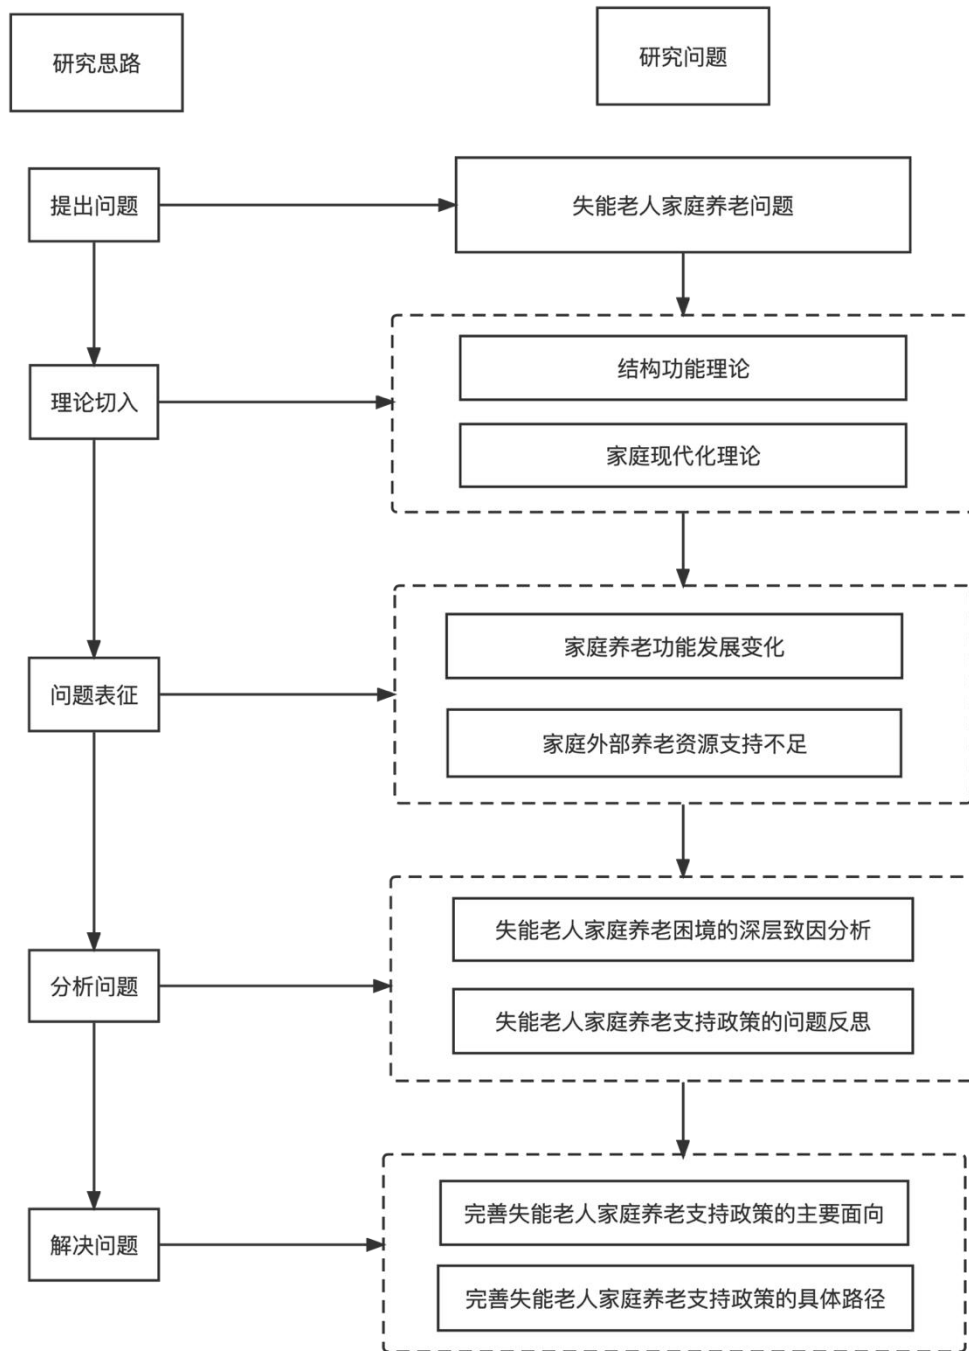 研究思路
研究问题
提出问题
失能老人家庭养老问题
理论切入
结构功能理论
家庭现代化理论
问题表征
家庭养老功能发展变化
家庭外部养老资源支持不足
分析问题
失能老人家庭养老困境的深层致因分析
失能老人家庭养老支持政策的问题反思
解决问题
完善失能老人家庭养老支持政策的主要面向
完善失能老人家庭养老支持政策的具体路径